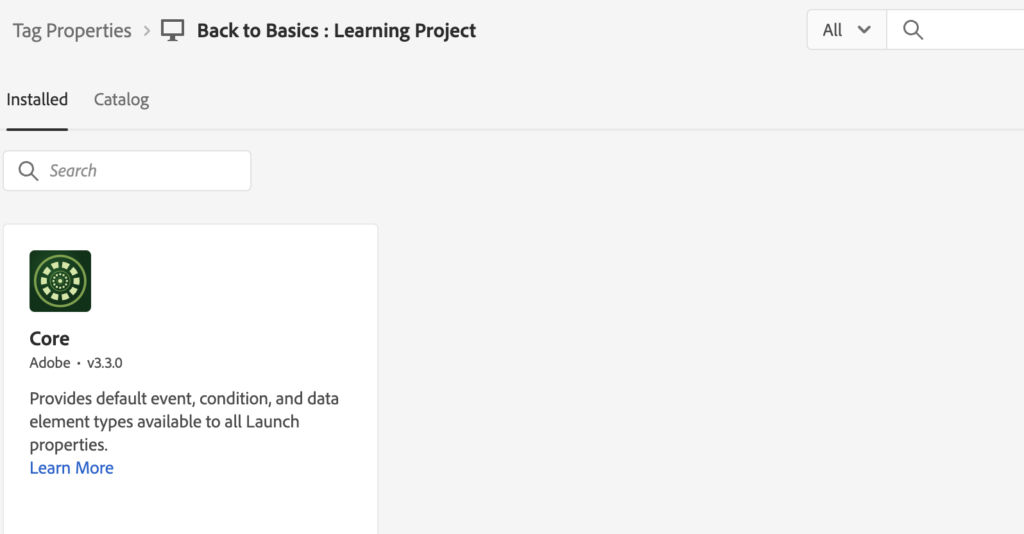 Tag Properties > Back to Basics : Learning Project
All
Installed
Catalog
Search
Core
Adobe • v3.3.0
Provides default event, condition, and data
element types available to all Launch
properties.
Learn More